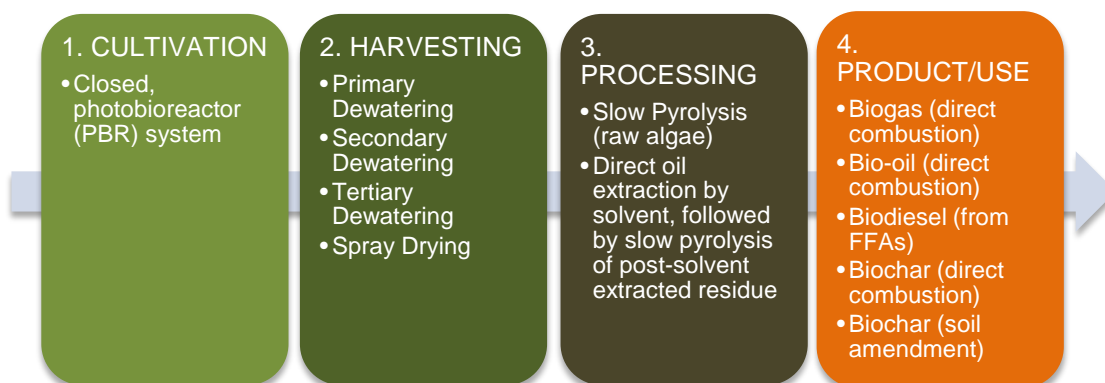 1. CULTIVATION
•Closed,
photobioreactor
(PBR) system
2. HARVESTING
•Primary
Dewatering
•Secondary
Dewatering
•Tertiary
Dewatering
•Spray Drying
3.
PROCESSING
•Slow Pyrolysis
(raw algae)
•Direct oil
extraction by
solvent, followed
by slow pyrolysis
of post-solvent
extracted residue
4.
PRODUCT/USE
•Biogas (direct
combustion)
•Bio-oil (direct
combustion)
•Biodiesel (from
FFAs)
•Biochar (direct
combustion)
•Biochar (soil
amendment)